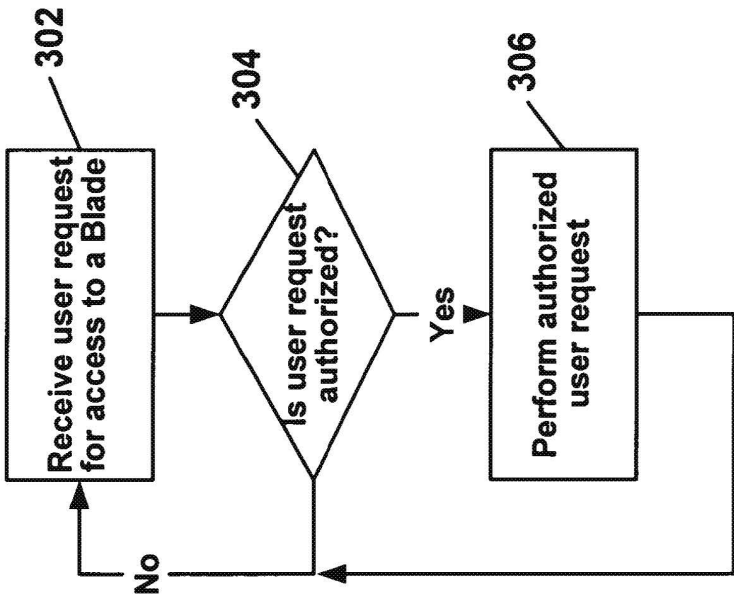 302
Receive user request
for access to a Blade
304
Is user request
authorized?
No
Yes
306
Perform authorized
user request